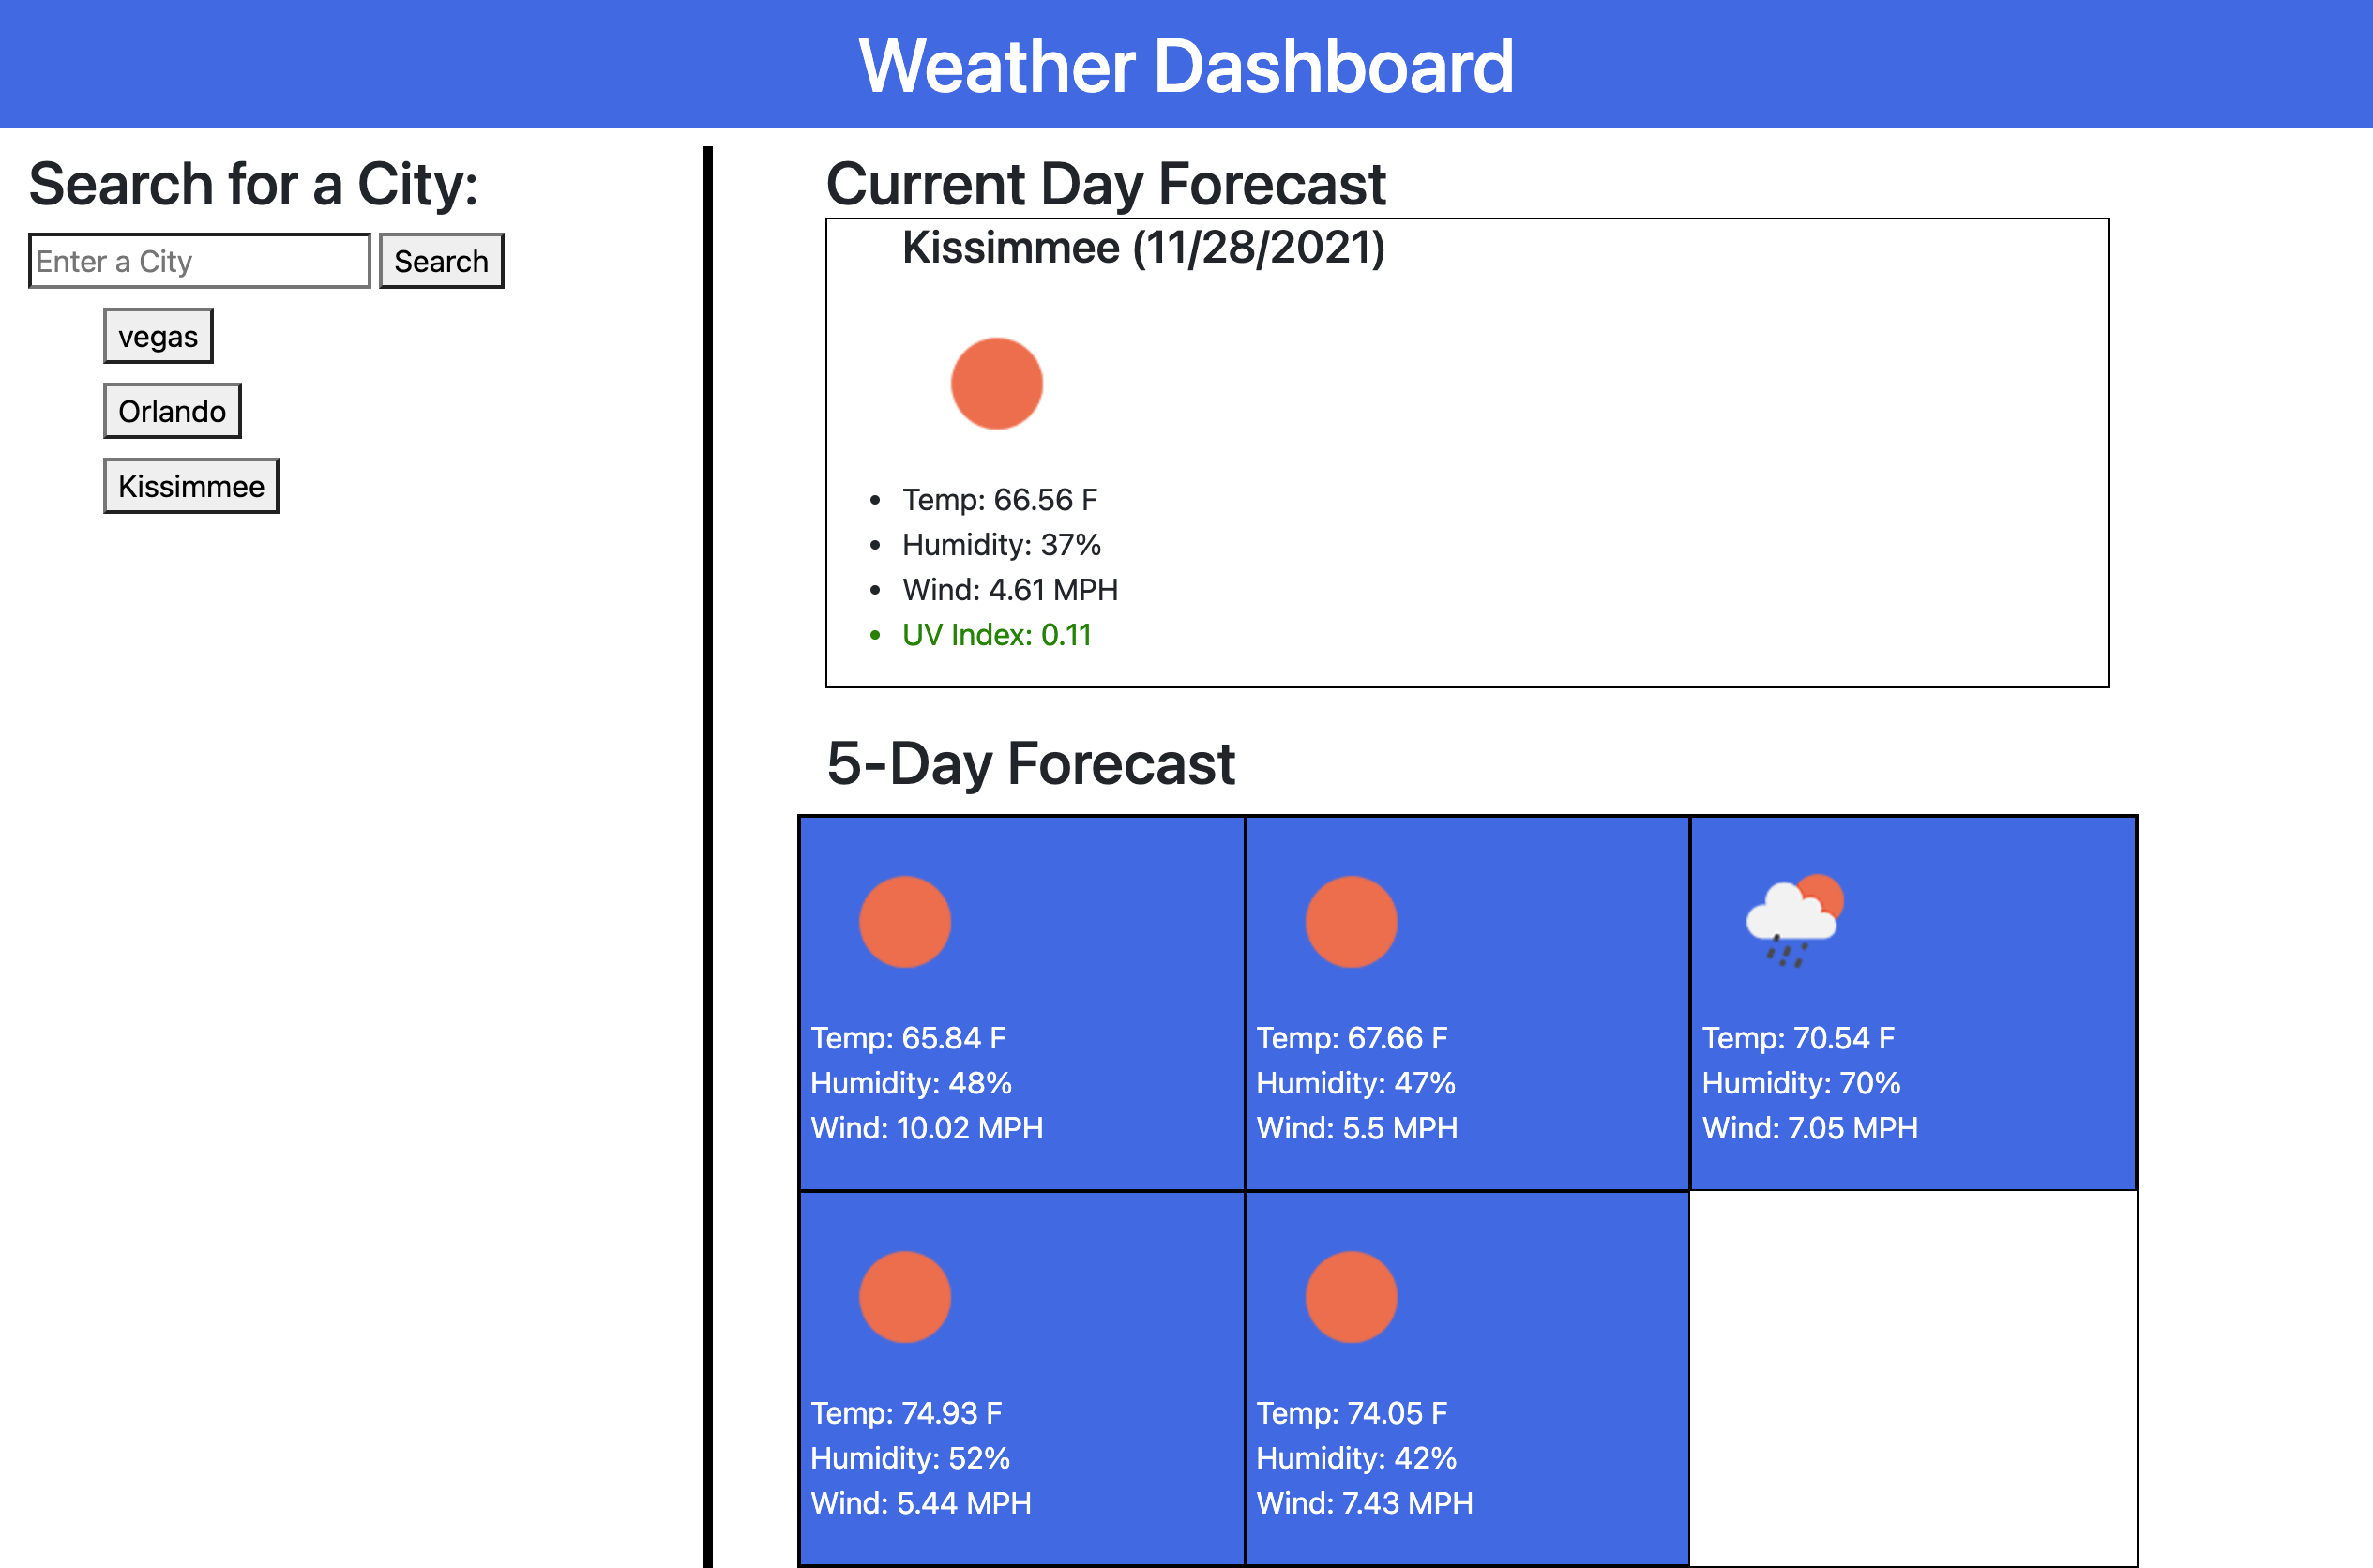 Weather Dashboard
Search for a City:
Enter a City
Search
vegas
Orlando
Kissimmee
Current Day Forecast
Kissimmee (11/28/2021)
• Temp: 66.56 F
• Humidity: 37%
• Wind: 4.61 MPH
• UV Index: 0.11
5-Day Forecast
Temp: 65.84 F
Humidity: 48%
Wind: 10.02 MPH
Temp: 67.66 F
Humidity: 47%
Wind: 5.5 MPH
Temp: 70.54 F
Humidity: 70%
Wind: 7.05 MPH
Temp: 74.93 F
Humidity: 52%
Wind: 5.44 MPH
Temp: 74.05 F
Humidity: 42%
Wind: 7.43 MPH